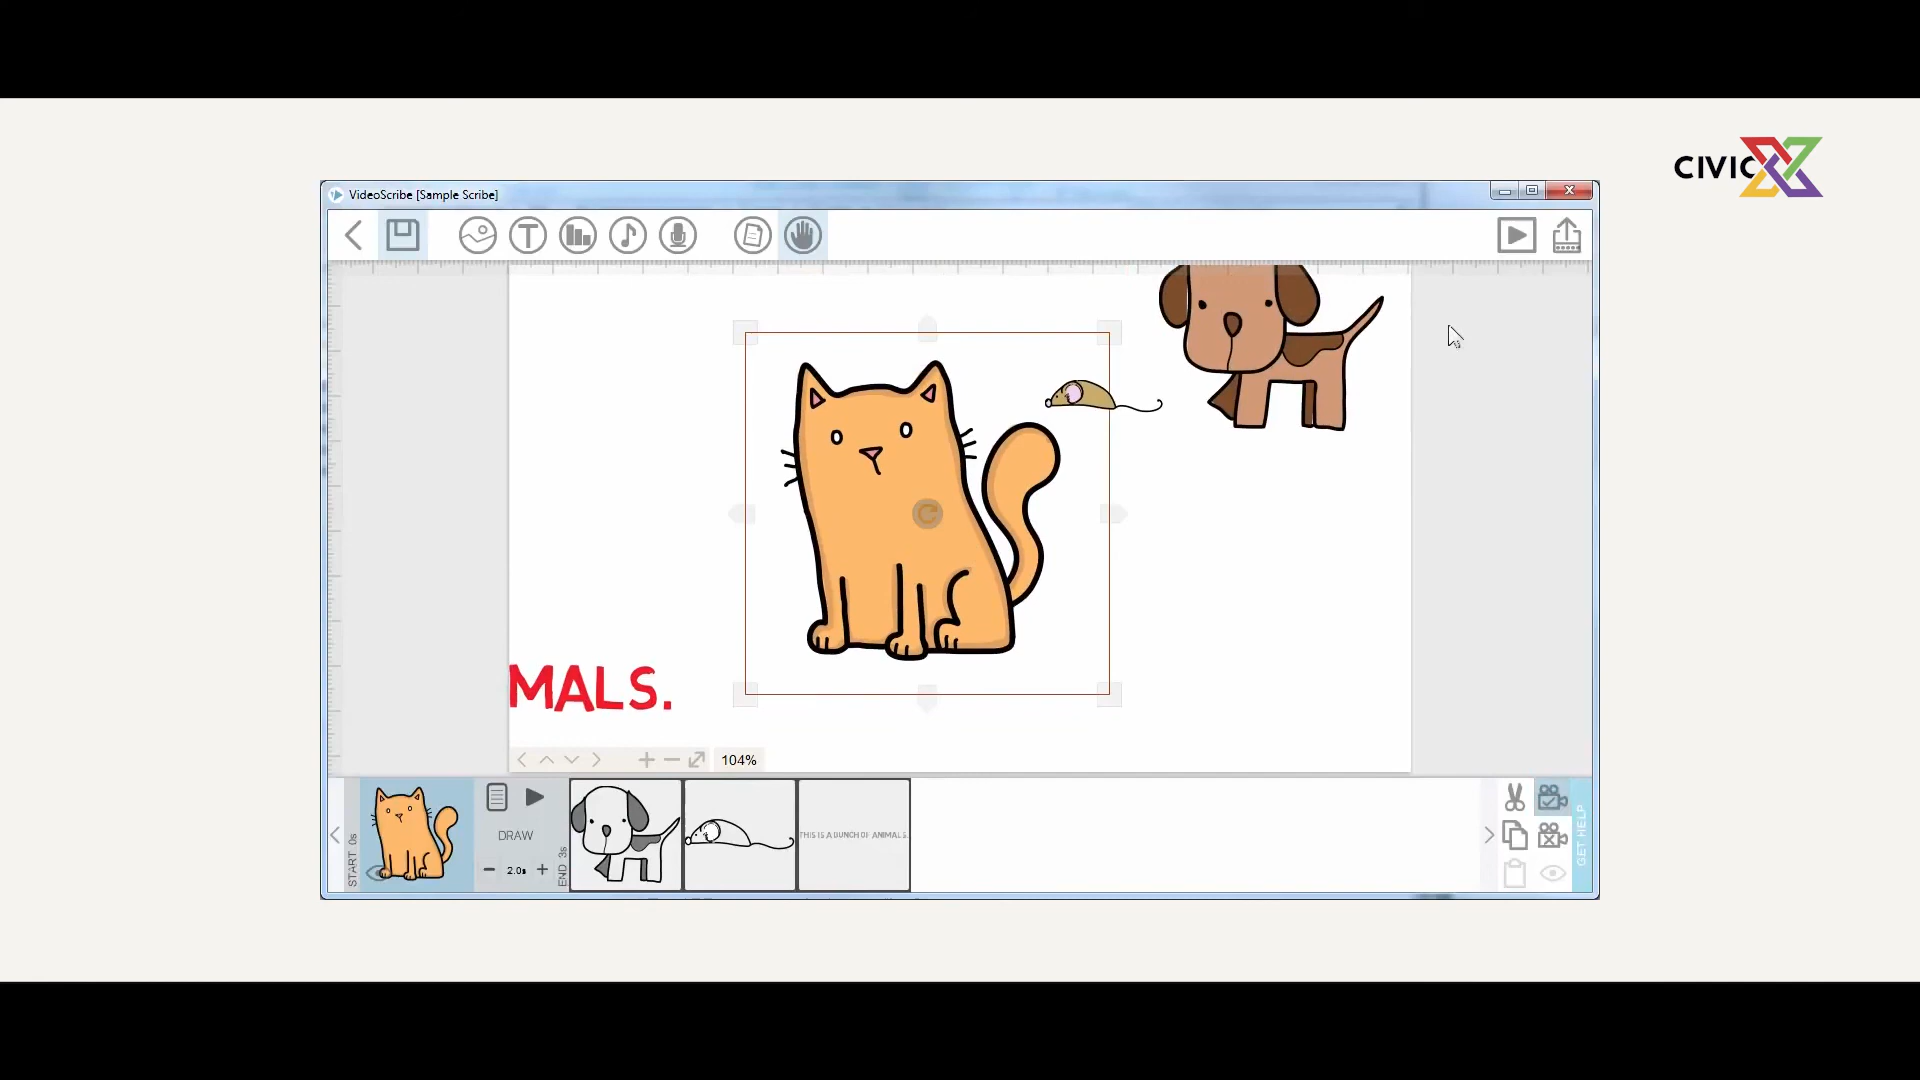 CIVIC
VideoScribe [Sample Scribe]
MALS.
104%
START 0s
DRAW
2.0s
END 3s
THIS IS A BUNCH OF ANIMALS.
GET HELP